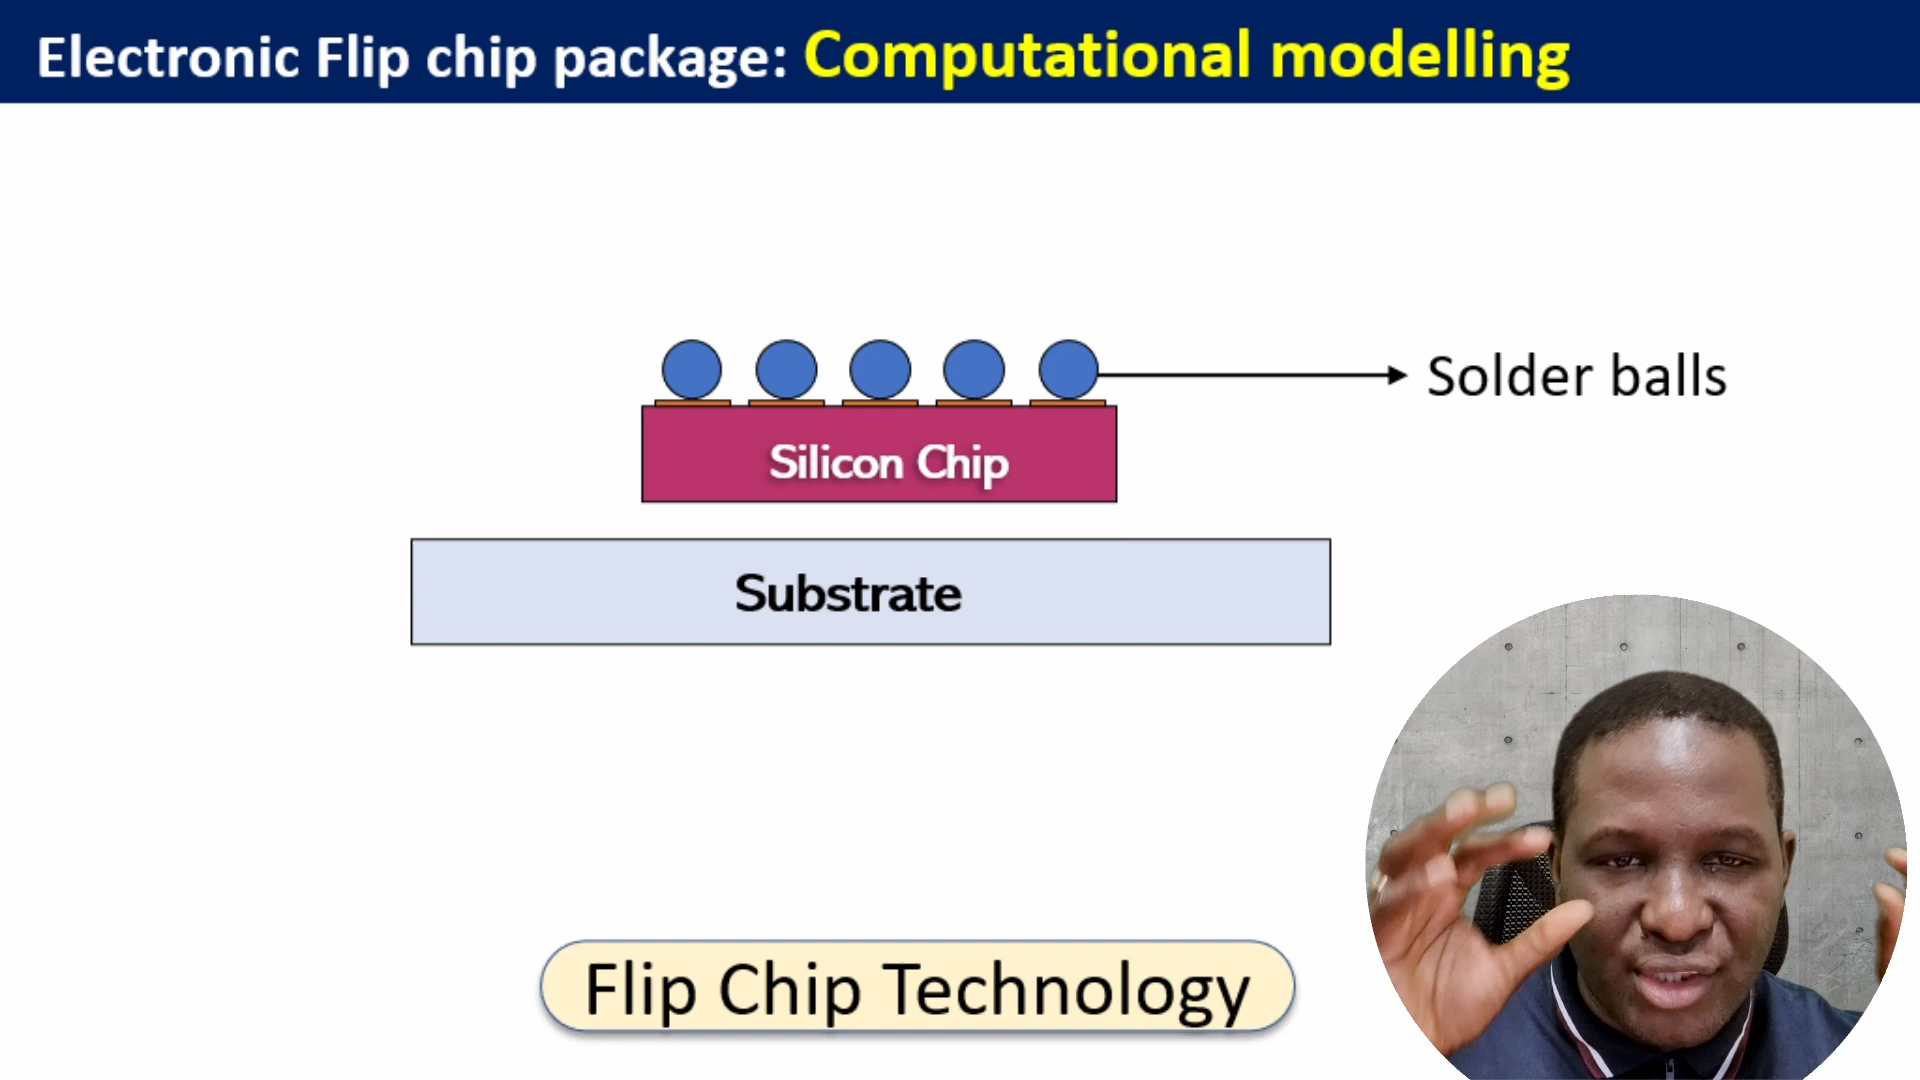 Electronic Flip chip package: Computational modelling
Solder balls
Silicon Chip
Substrate
Flip Chip Technology